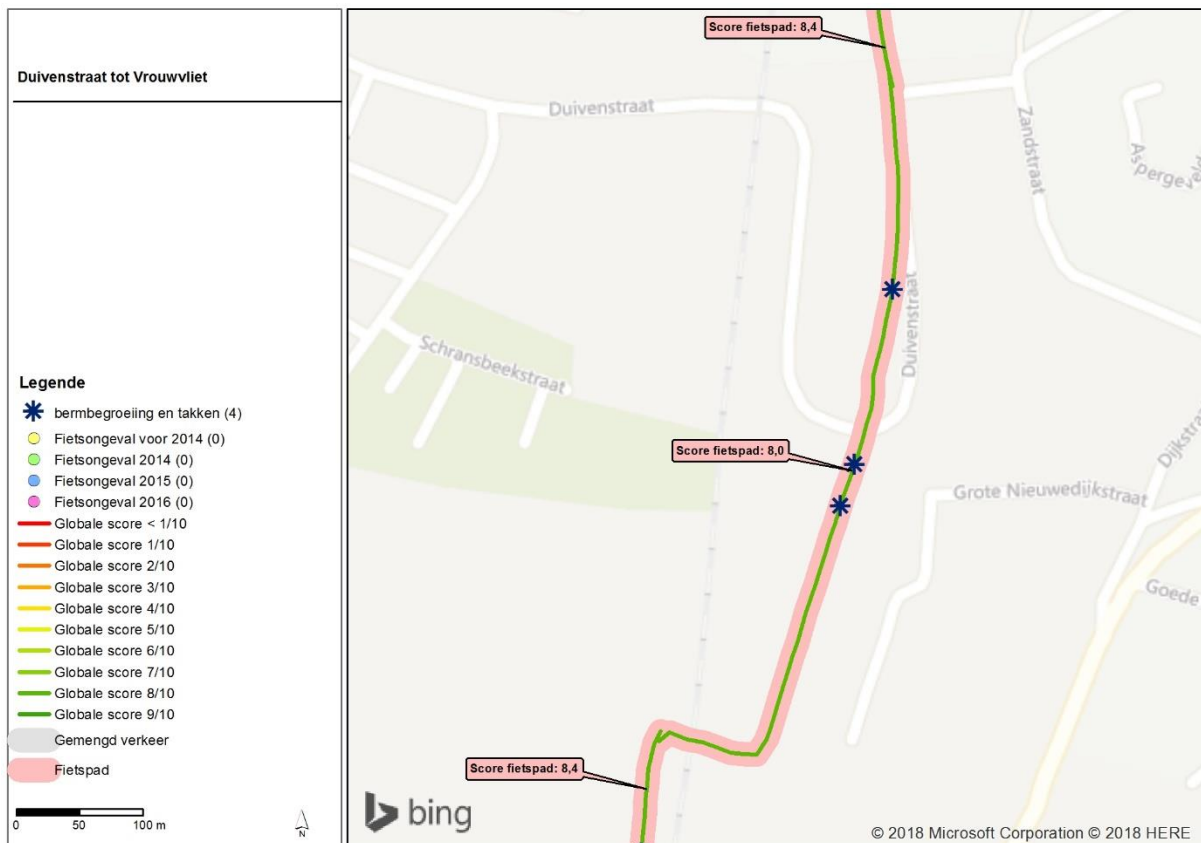 Duivenstraat tot Vrouwvliet
Legende
bermbegroeiing en takken (4)
Fietsongeval voor 2014 (0)
Fietsongeval 2014 (0)
Fietsongeval 2015 (0)
Fietsongeval 2016 (0)
Globale score < 1/10
Globale score 1/10
Globale score 2/10
Globale score 3/10
Globale score 4/10
Globale score 5/10
Globale score 6/10
Globale score 7/10
Globale score 8/10
Globale score 9/10
Gemengd verkeer
Fietspad
0 50 100 m
N
Score fietspad: 8,4
Duivenstraat
Zandstraat
Duivenstraat
Schransbeekstraat
Score fietspad: 8,0
Grote Nieuwedijkstraat
Goede
Score fietspad: 8,4
bing
© 2018 Microsoft Corporation © 2018 HERE